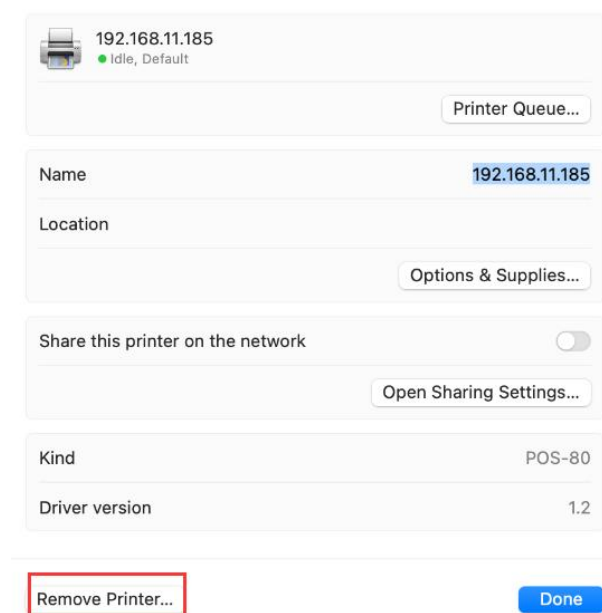 192.168.11.185
Idle, Default
Printer Queue...
Name 192.168.11.185
Location
Options & Supplies...
Share this printer on the network
Open Sharing Settings...
Kind POS-80
Driver version 1.2
Remove Printer... Done